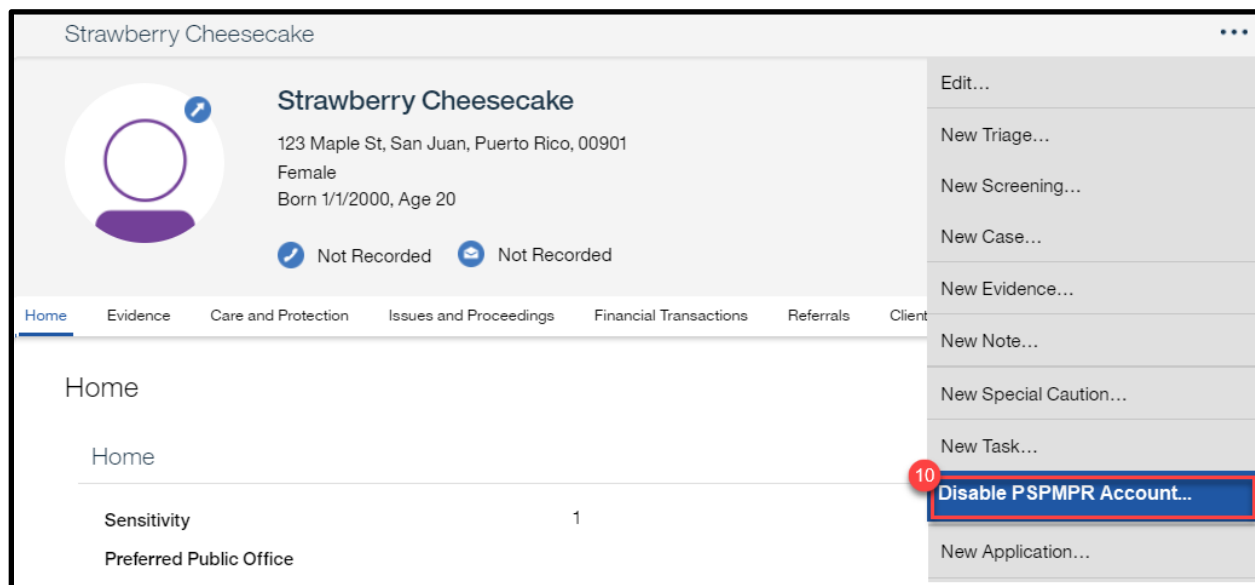 Strawberry Cheesecake
Strawberry Cheesecake
123 Maple St, San Juan, Puerto Rico, 00901
Female
Born 1/1/2000, Age 20
Not Recorded Not Recorded
Home Evidence Care and Protection Issues and Proceedings Financial Transactions Referrals Client
Home
Home
Sensitivity 1
Preferred Public Office
Edit...
New Triage...
New Screening...
New Case...
New Evidence...
New Note...
New Special Caution...
New Task...
10
Disable PSPMPR Account...
New Application...